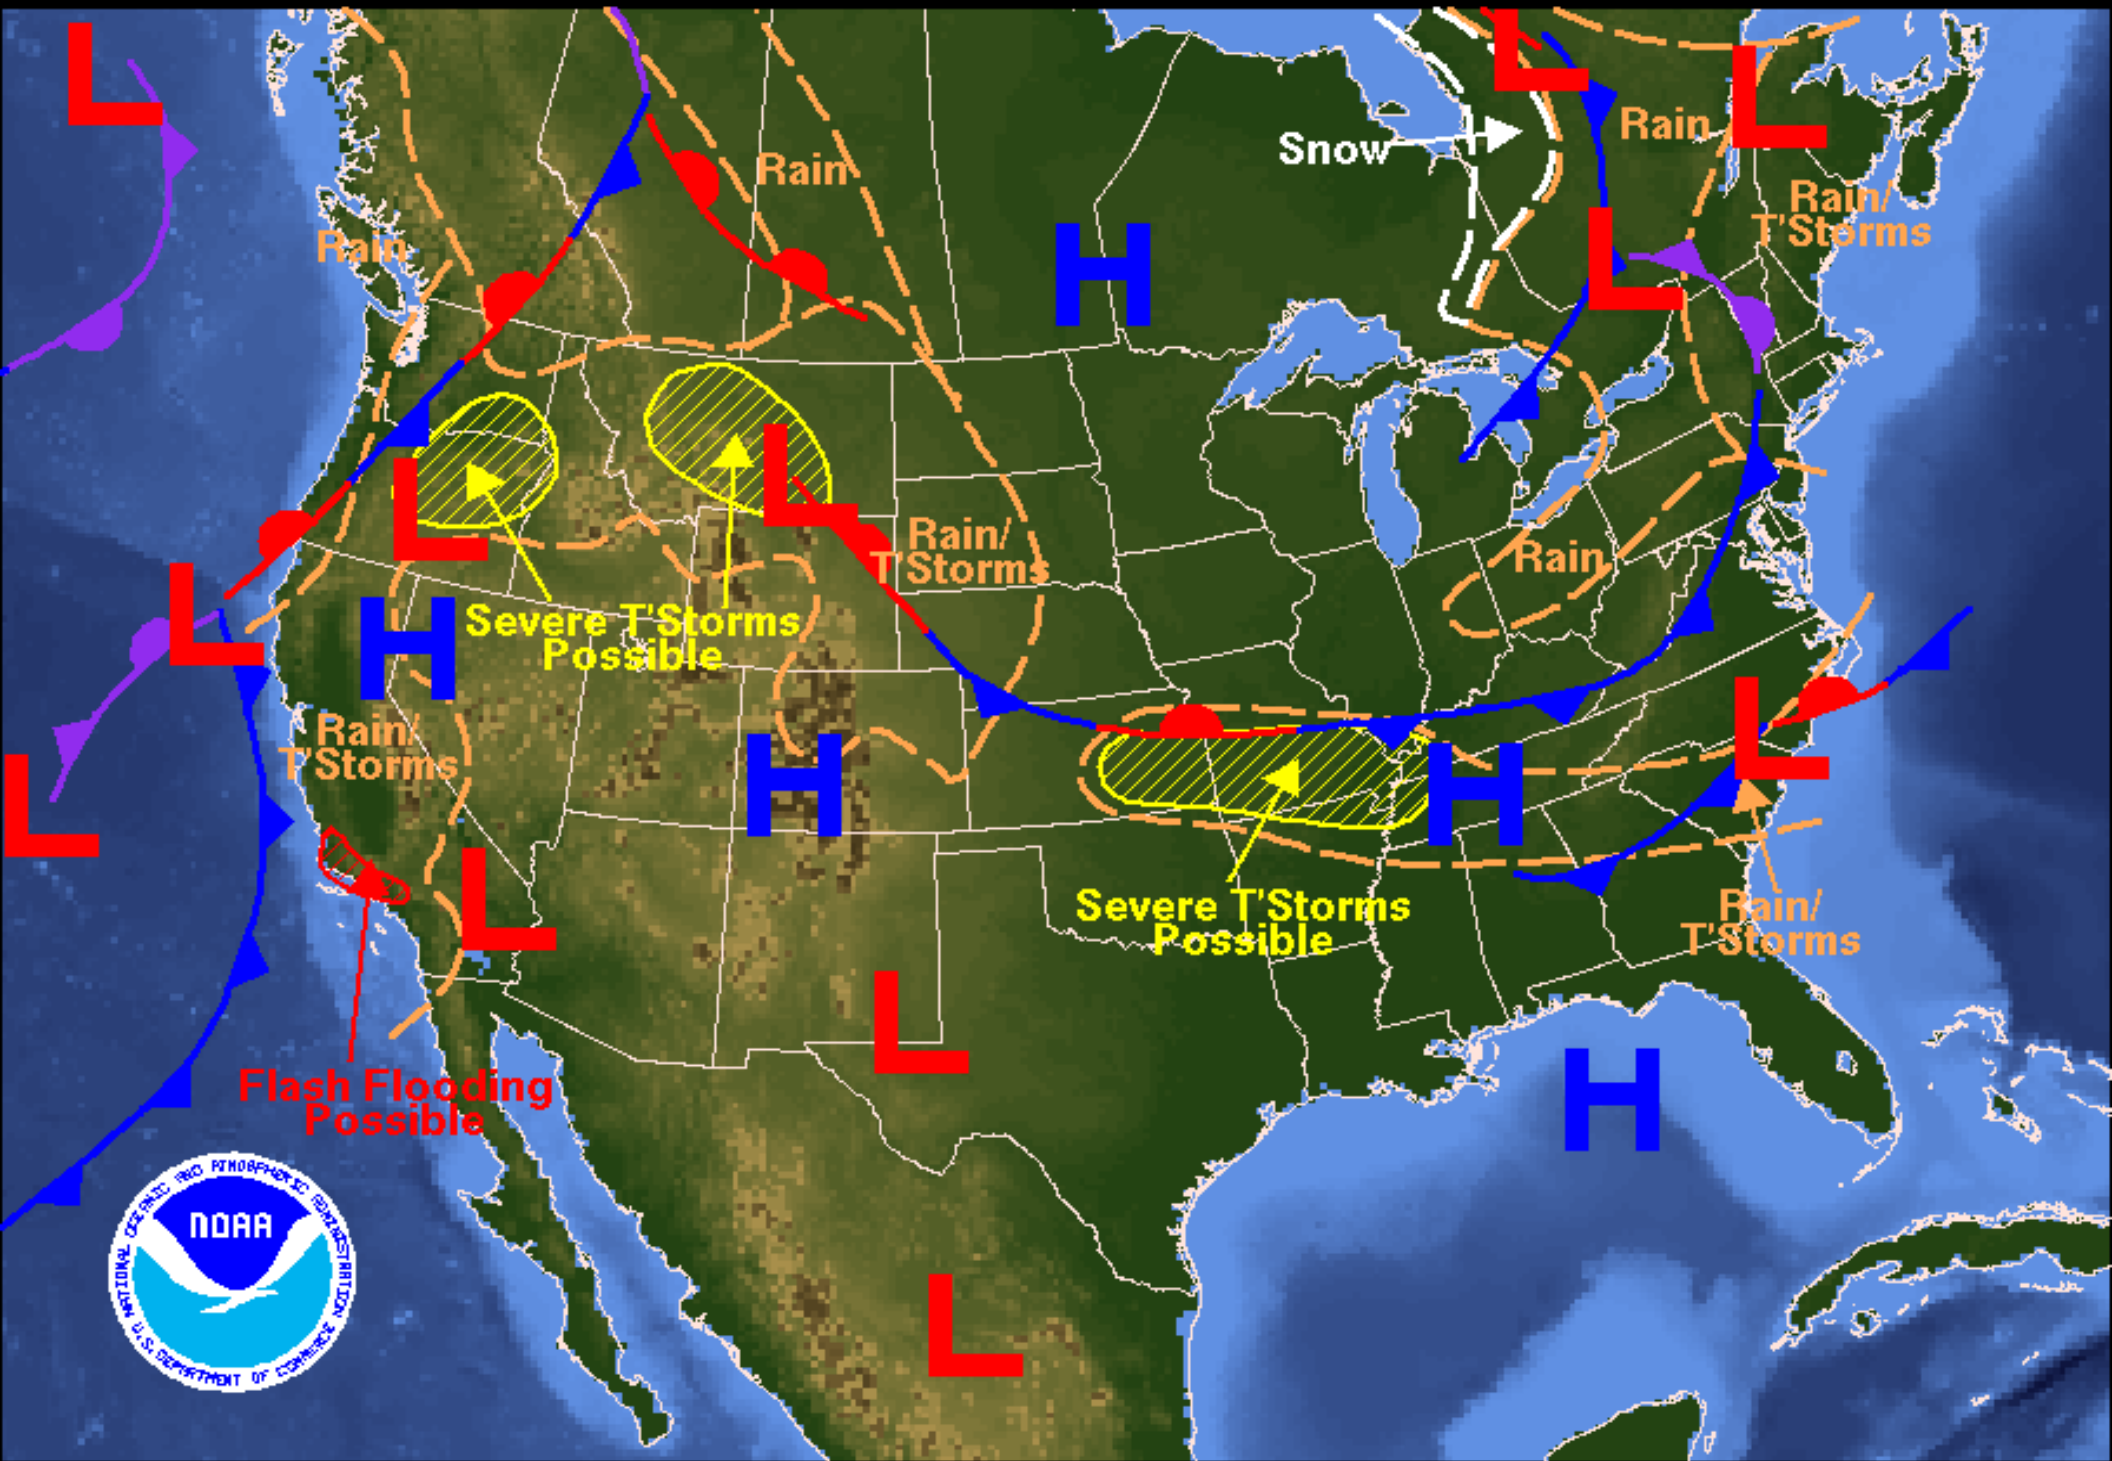 L
L
L
Rain
Snow
Rain
Rain/
T'Storms
Rain
H
L
L
L
Rain/
T'Storms
Rain
L
H
Severe T'Storms
Possible
Rain/
T'Storms
H
H
L
L
L
Severe T'Storms
Possible
Rain/
T'Storms
L
H
Flash Flooding
Possible
NOAA
NATIONAL OCEANIC AND ATMOSPHERIC ADMINISTRATION
U.S. DEPARTMENT OF COMMERCE
L